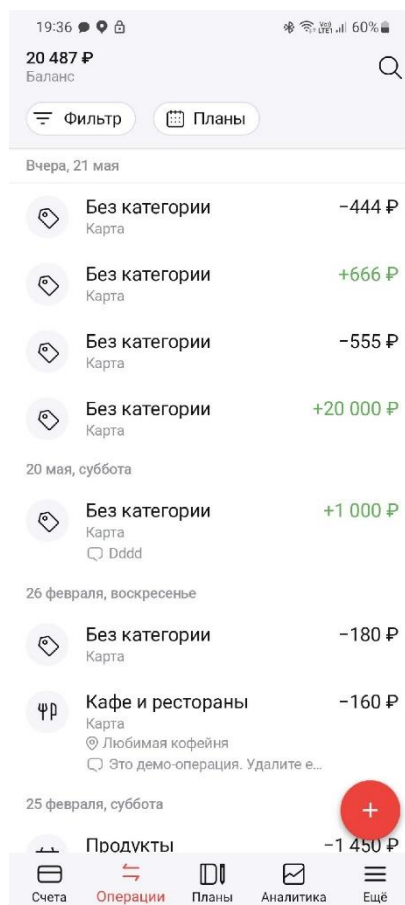 19:36 60%
20 487 ₽
Баланс
Фильтр Планы
Вчера, 21 мая
Без категории −444 ₽
Карта
Без категории +666 ₽
Карта
Без категории −555 ₽
Карта
Без категории +20 000 ₽
Карта
20 мая, суббота
Без категории +1 000 ₽
Карта
Dddd
26 февраля, воскресенье
Без категории −180 ₽
Карта
Кафе и рестораны −160 ₽
Карта
Любимая кофейня
Это демо-операция. Удалите е...
25 февраля, суббота
Продукты −1 450 ₽
Счета Операции Планы Аналитика Ещё